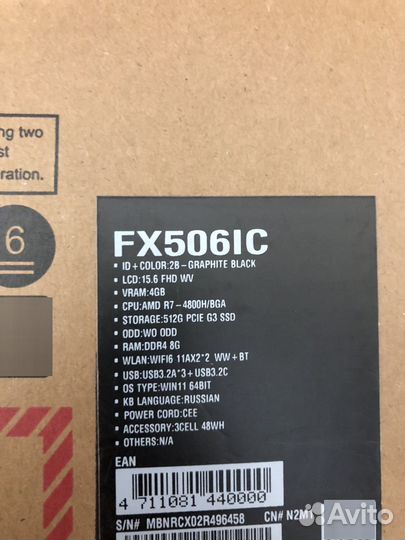 ng two
st
ration.
6
FX506IC
▪ ID+COLOR:2B-GRAPHITE BLACK
▪ LCD:15.6 FHD WV
▪ VRAM:4GB
▪ CPU:AMD R7-4800H/BGA
▪ STORAGE:512G PCIE G3 SSD
▪ ODD:WO ODD
▪ RAM:DDR4 8G
▪ WLAN:WIFI6 11AX2*2 WW+BT
▪ USB:USB3.2A*3+USB3.2C
▪ OS TYPE:WIN11 64BIT
▪ KB LANGUAGE:RUSSIAN
▪ POWER CORD:CEE
▪ ACCESSORY:3CELL 48WH
▪ OTHERS:N/A
EAN
4 711081 440000
S/N# MBNRCX02R496458 CN# N2M1
Avito